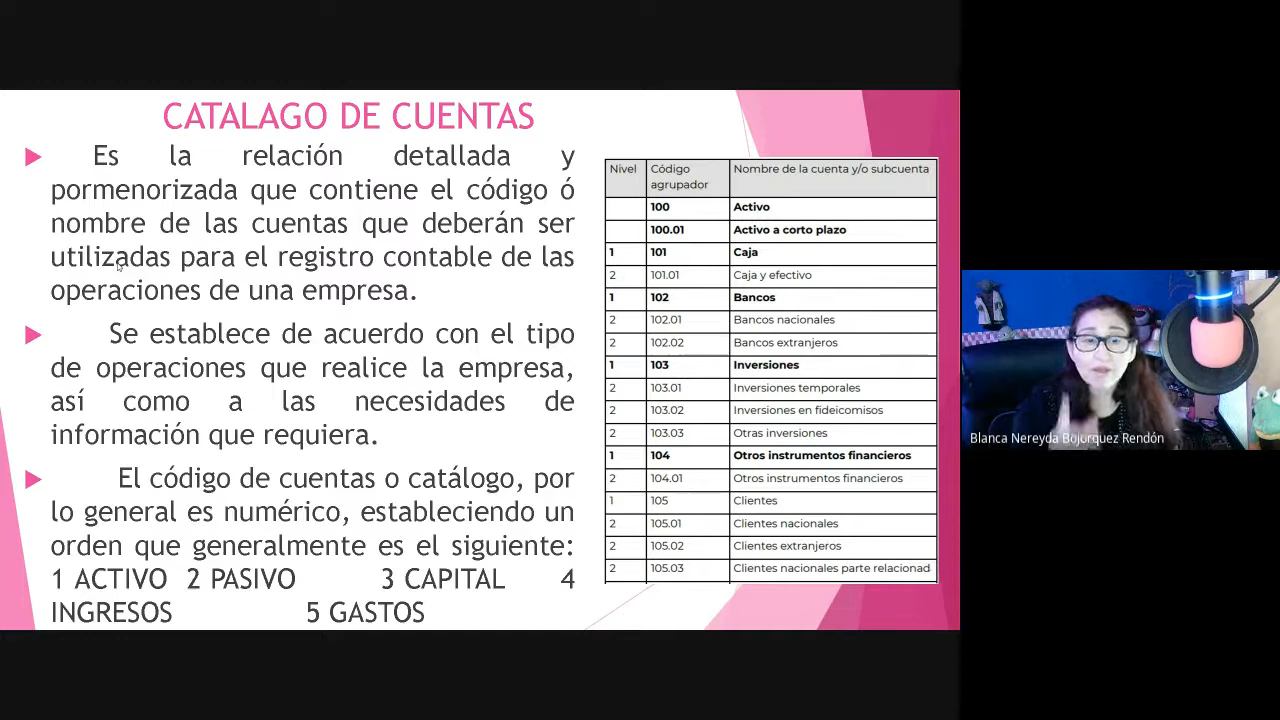 CATALAGO DE CUENTAS
Es la relación detallada y
pormenorizada que contiene el código ó
nombre de las cuentas que deberán ser
utilizadas para el registro contable de las
operaciones de una empresa.
Se establece de acuerdo con el tipo
de operaciones que realice la empresa,
así como a las necesidades de
información que requiera.
El código de cuentas o catálogo, por
lo general es numérico, estableciendo un
orden que generalmente es el siguiente:
1 ACTIVO 2 PASIVO 3 CAPITAL 4
INGRESOS 5 GASTOS
Nivel Código agrupador Nombre de la cuenta y/o subcuenta
100 Activo
100.01 Activo a corto plazo
1 101 Caja
2 101.01 Caja y efectivo
1 102 Bancos
2 102.01 Bancos nacionales
2 102.02 Bancos extranjeros
1 103 Inversiones
2 103.01 Inversiones temporales
2 103.02 Inversiones en fideicomisos
2 103.03 Otras inversiones
1 104 Otros instrumentos financieros
2 104.01 Otros instrumentos financieros
1 105 Clientes
2 105.01 Clientes nacionales
2 105.02 Clientes extranjeros
2 105.03 Clientes nacionales parte relacionad
Blanca Nereyda Bojorquez Rendón